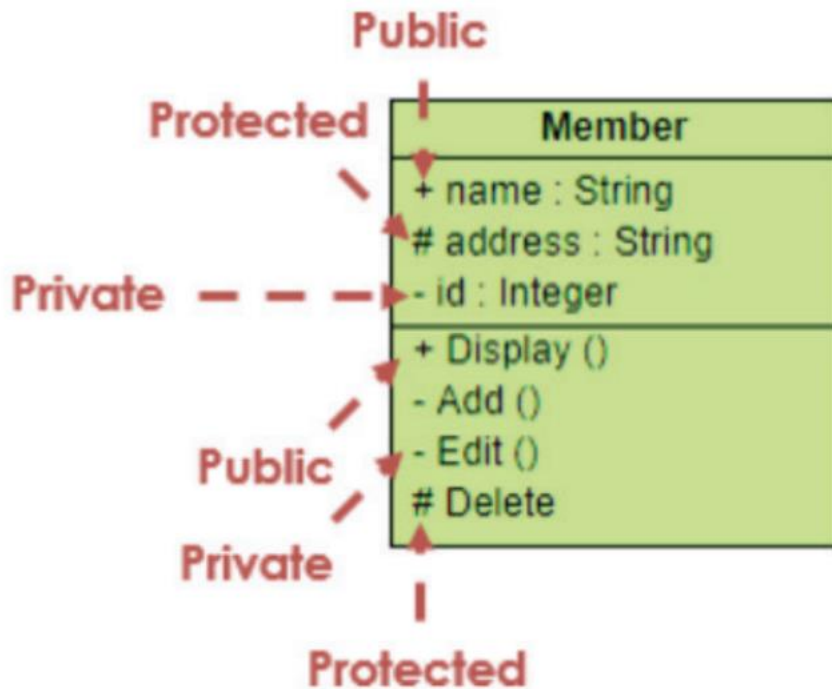 Public
Protected
Member
+ name : String
# address : String
Private
- id : Integer
+ Display ()
- Add ()
Public
- Edit ()
# Delete
Private
Protected